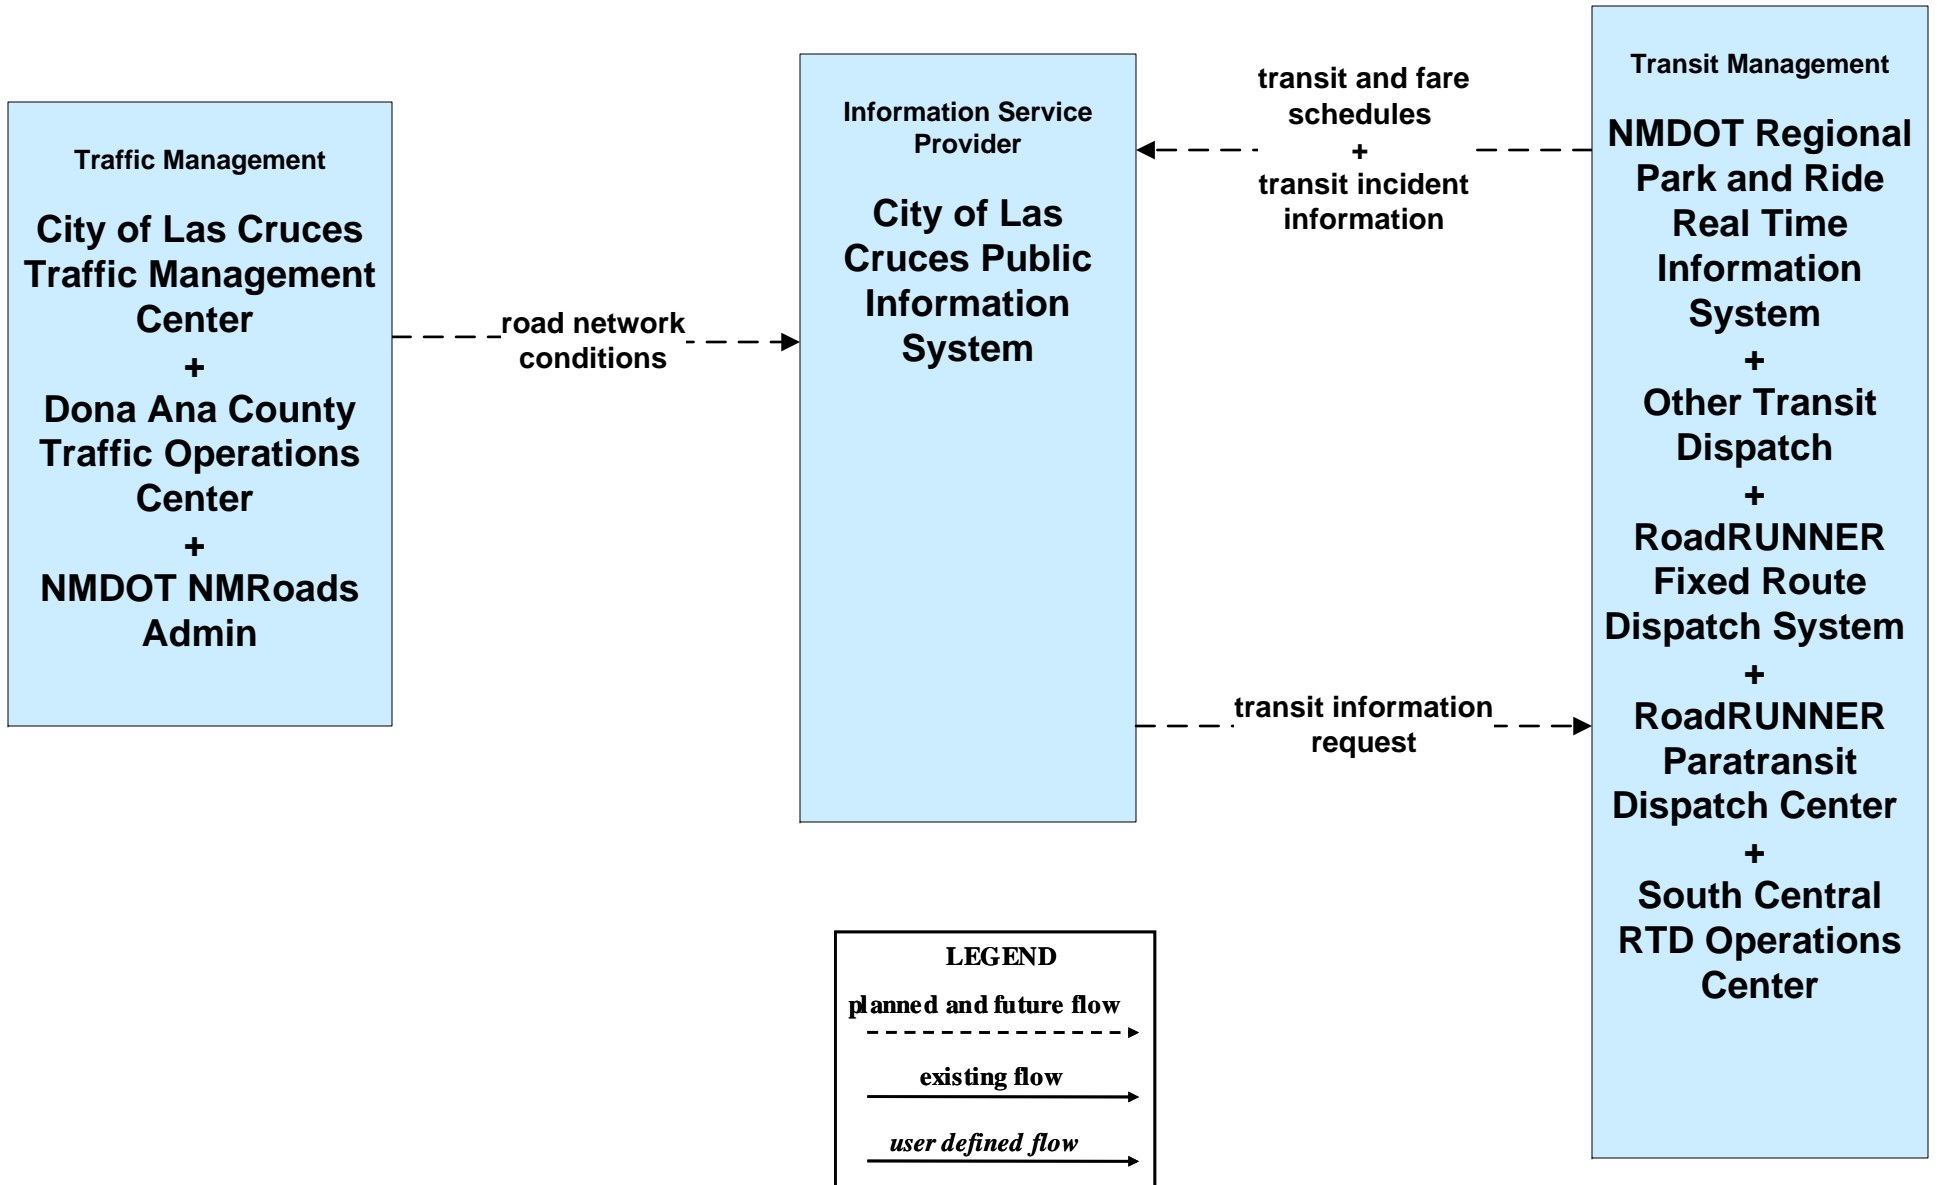 Traffic Management
City of Las Cruces
Traffic Management
Center
+
Dona Ana County
Traffic Operations
Center
+
NMDOT NMRoads
Admin
road network
conditions
Information Service
Provider
City of Las
Cruces Public
Information
System
transit and fare
schedules
+
transit incident
information
transit information
request
Transit Management
NMDOT Regional
Park and Ride
Real Time
Information
System
+
Other Transit
Dispatch
+
RoadRUNNER
Fixed Route
Dispatch System
+
RoadRUNNER
Paratransit
Dispatch Center
+
South Central
RTD Operations
Center
LEGEND
planned and future flow
existing flow
user defined flow